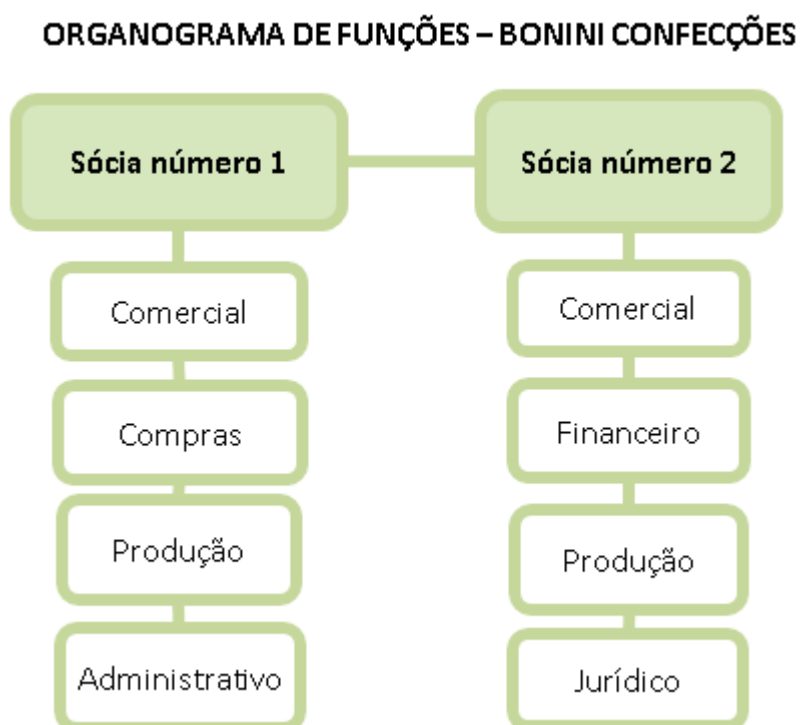 ORGANOGRAMA DE FUNÇÕES – BONINI CONFECÇÕES
Sócia número 1
Comercial
Compras
Produção
Administrativo
Sócia número 2
Comercial
Financeiro
Produção
Jurídico